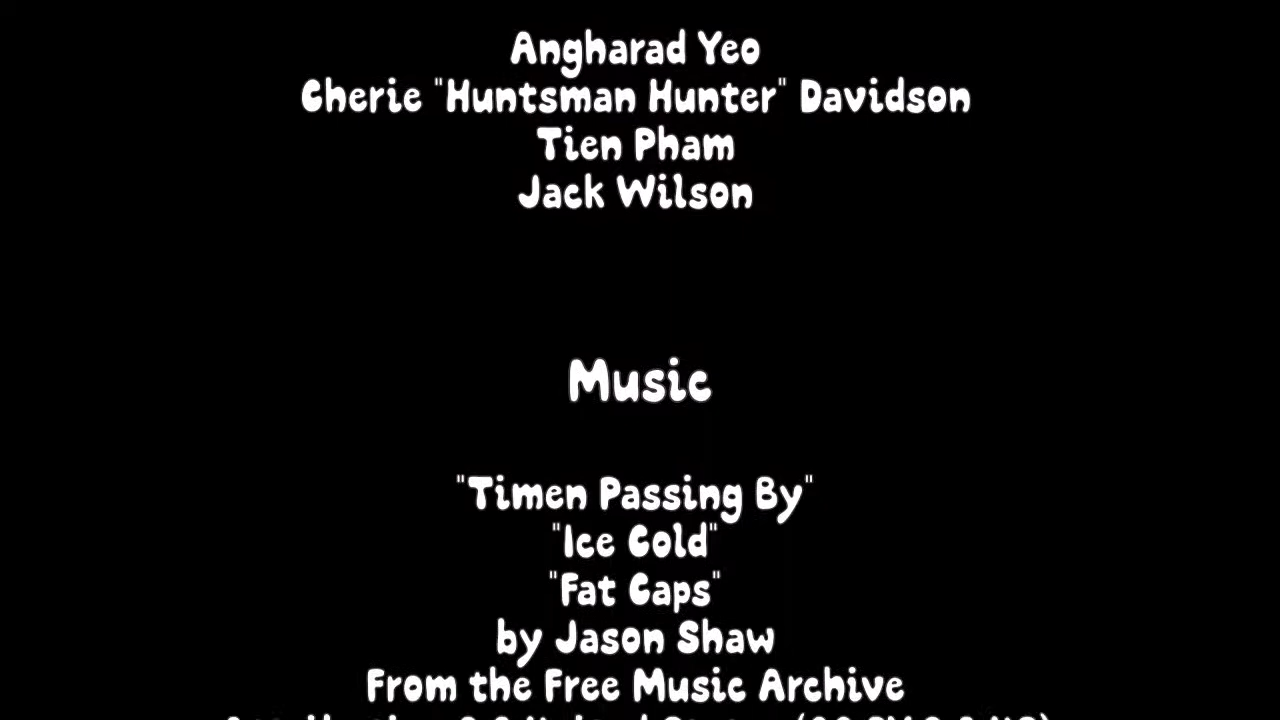 Angharad Yeo
Cherie "Huntsman Hunter" Davidson
Tien Pham
Jack Wilson
Music
"Timen Passing By"
"Ice Cold"
"Fat Caps"
by Jason Shaw
From the Free Music Archive